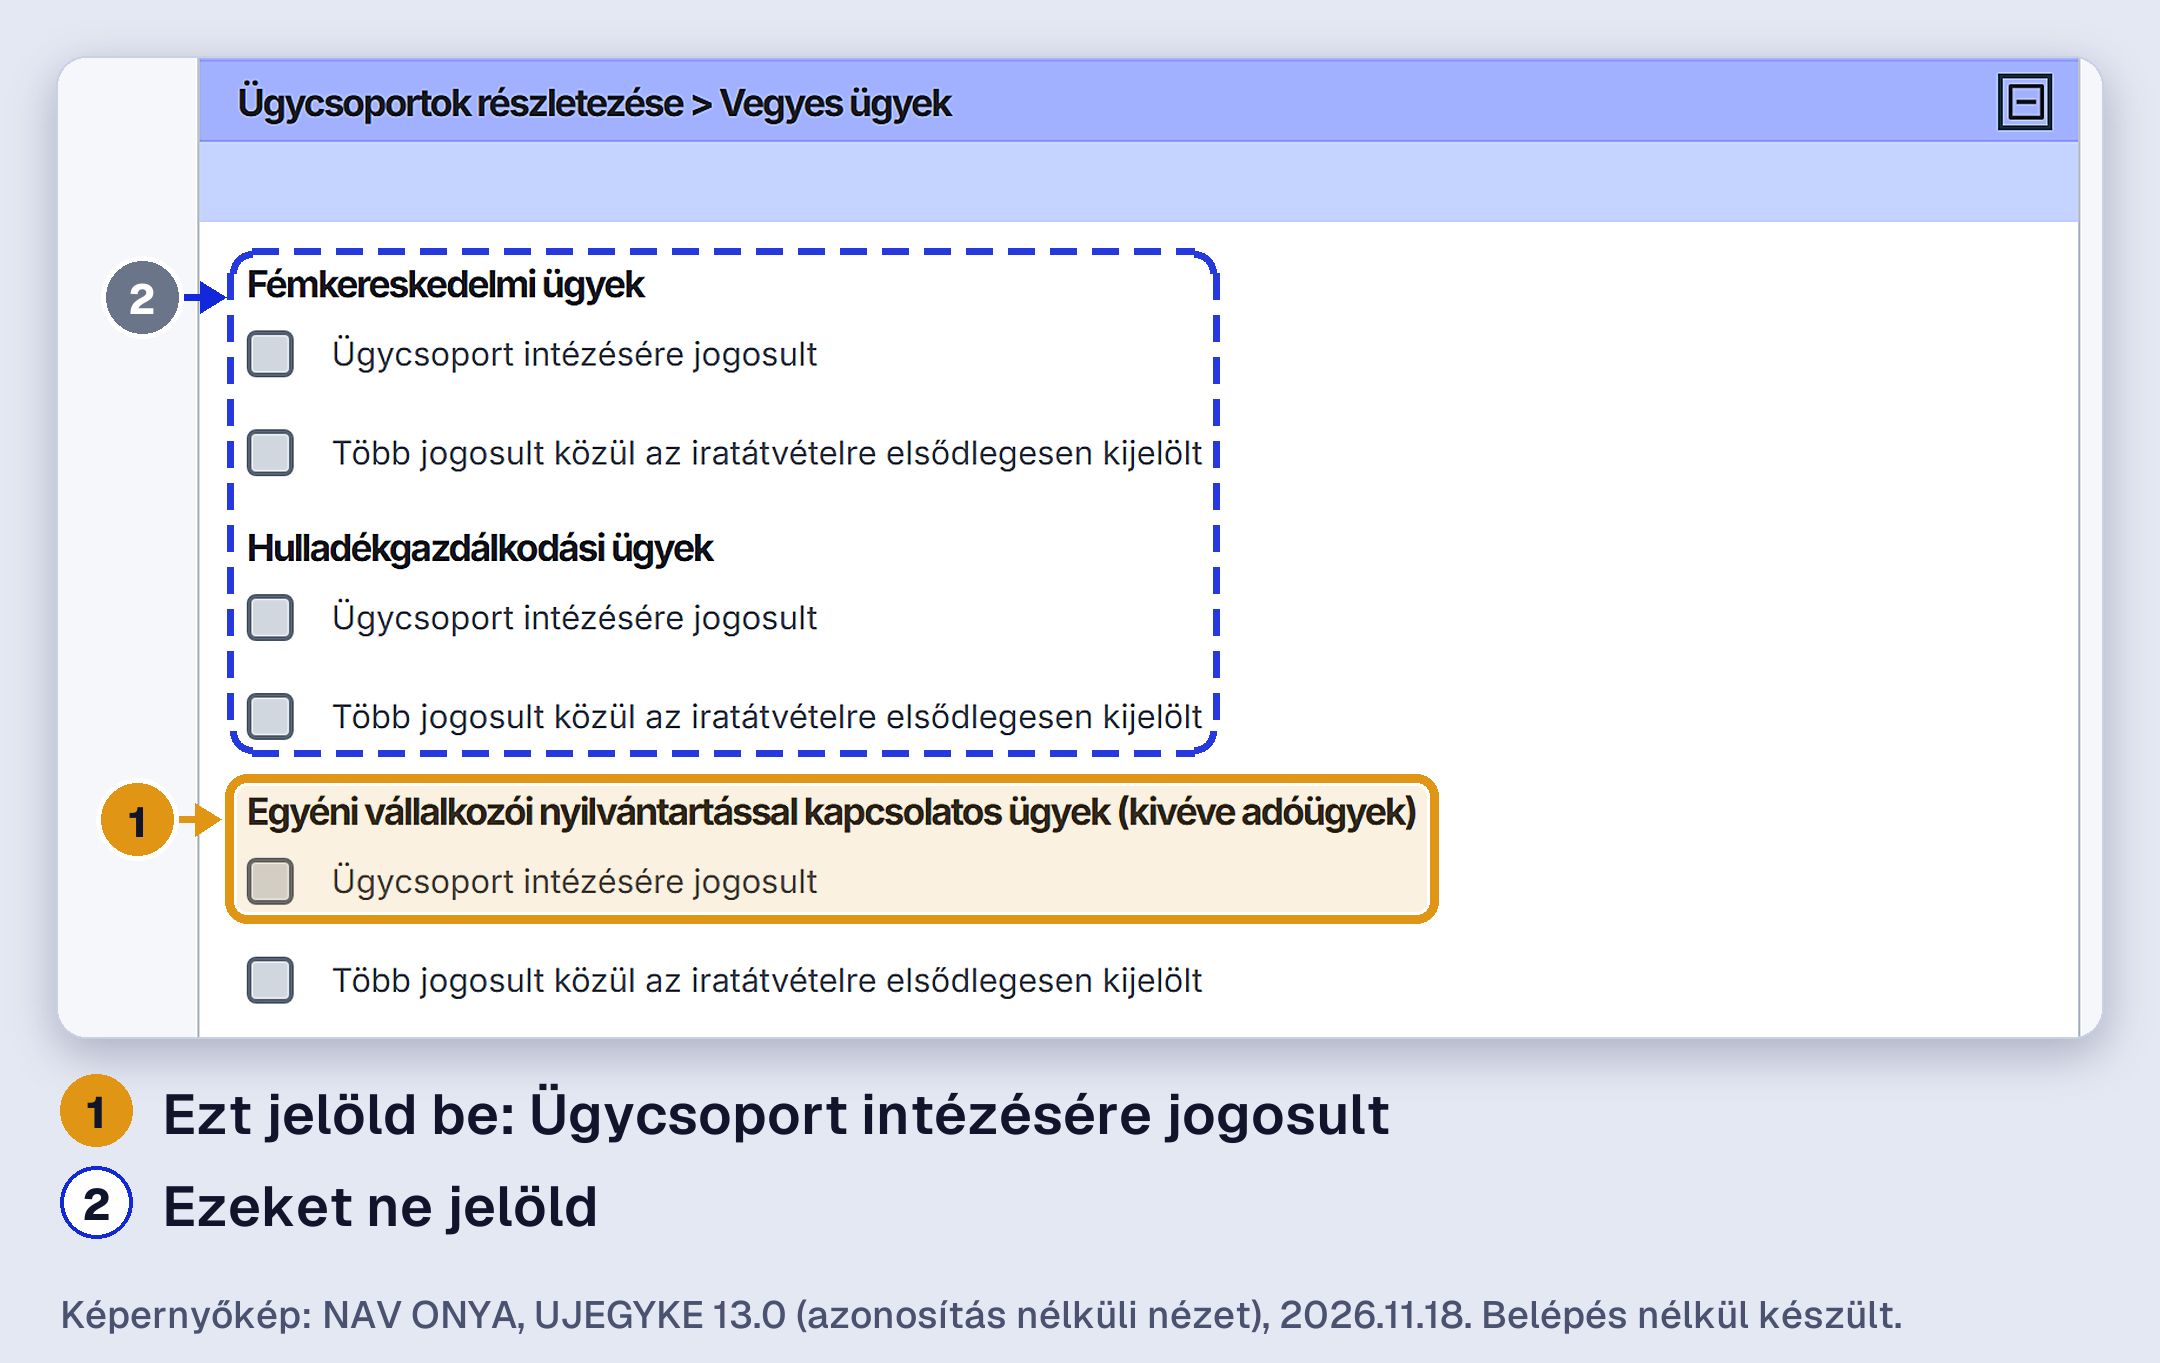 Ügycsoportok részletezése > Vegyes ügyek
2
Fémkereskedelmi ügyek
Ügycsoport intézésére jogosult
Több jogosult közül az iratátvételre elsődlegesen kijelölt
Hulladékgazdálkodási ügyek
Ügycsoport intézésére jogosult
Több jogosult közül az iratátvételre elsődlegesen kijelölt
1
Egyéni vállalkozói nyilvántartással kapcsolatos ügyek (kivéve adóügyek)
Ügycsoport intézésére jogosult
Több jogosult közül az iratátvételre elsődlegesen kijelölt
1 Ezt jelöld be: Ügycsoport intézésére jogosult
2 Ezeket ne jelöld
Képernyőkép: NAV ONYA, UJEGYKE 13.0 (azonosítás nélküli nézet), 2026.11.18. Belépés nélkül készült.